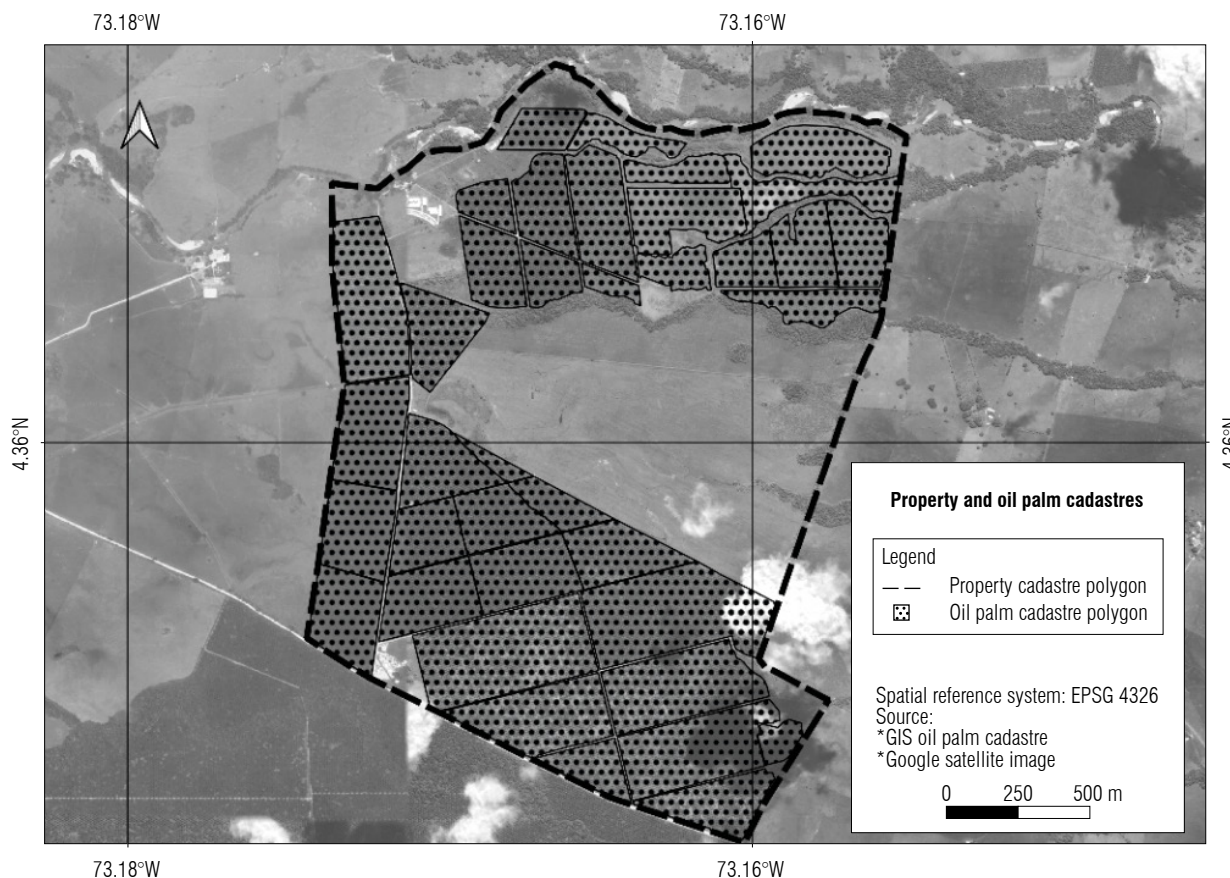 73.18°W 73.16°W
4.36°N 4.36°N
Property and oil palm cadastres
Legend
Property cadastre polygon
Oil palm cadastre polygon
Spatial reference system: EPSG 4326
Source:
*GIS oil palm cadastre
*Google satellite image
0 250 500 m
73.18°W 73.16°W